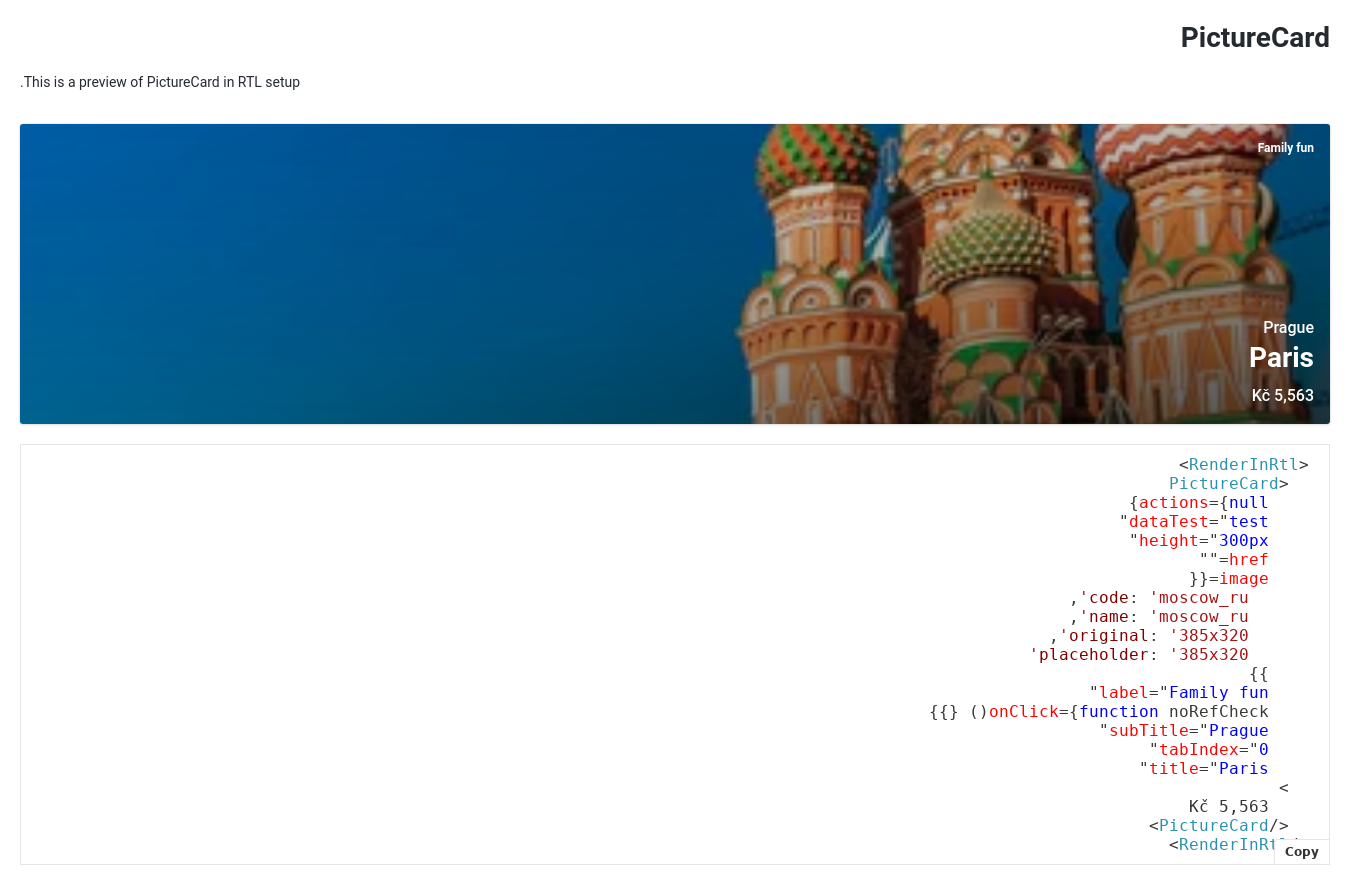 PictureCard
.This is a preview of PictureCard in RTL setup
Family fun
Prague
Paris
Kč 5,563
<RenderInRtl>
PictureCard>
{actions={null
"dataTest="test
"height="300px
""=href
}}=image
,'code: 'moscow_ru
,'name: 'moscow_ru
,'original: '385x320
'placeholder: '385x320
{{
"label="Family fun
{{} ()onClick={function noRefCheck
"subTitle="Prague
"tabIndex="0
"title="Paris
<
Kč 5,563
<PictureCard/>
<RenderInRtl/>
Copy